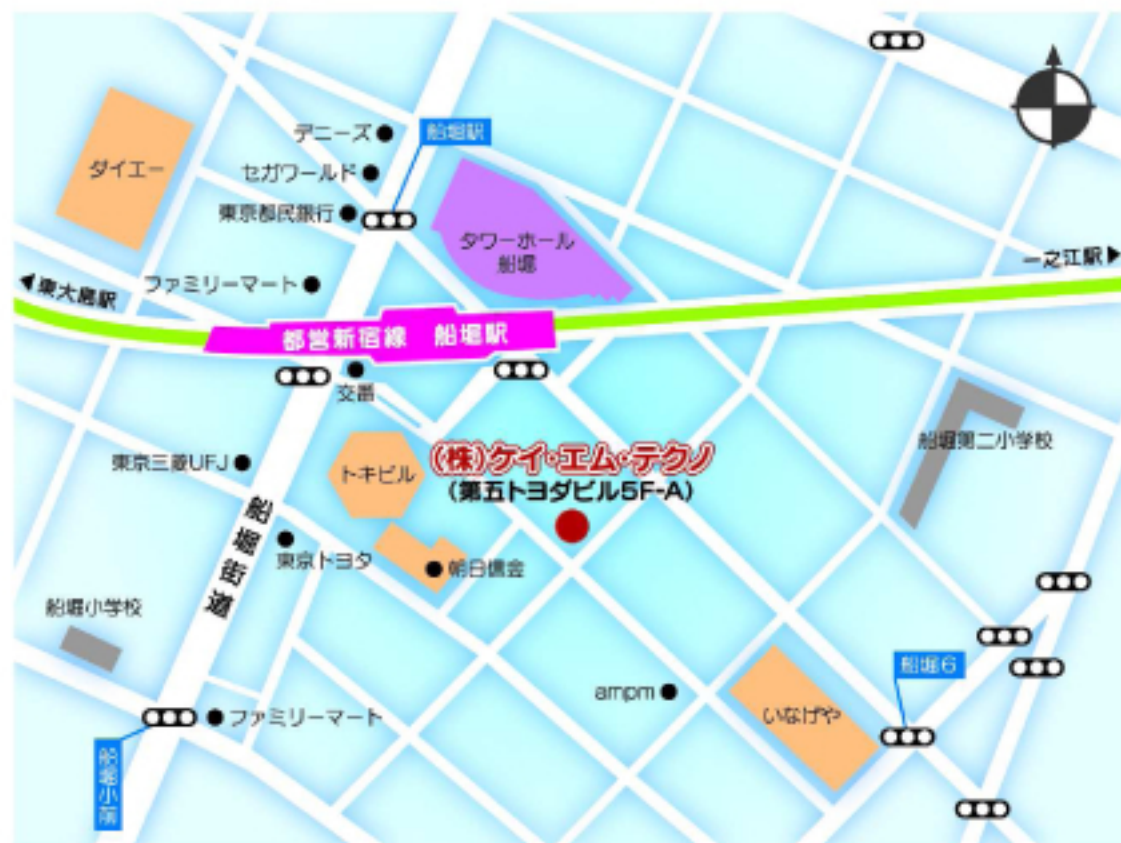 デニーズ
船堀駅
セガワールド
ダイエー
東京都民銀行
タワーホール
船堀
一之江駅
東大島駅
ファミリーマート
都営新宿線 船堀駅
交番
船堀第二小学校
(株)ケイ・エム・テクノ
(第五トヨダビル5F-A)
東京三菱UFJ
トキビル
船堀街道
東京トヨタ
朝日信金
船堀小学校
船堀6
ampm
いなげや
ファミリーマート
船堀小前